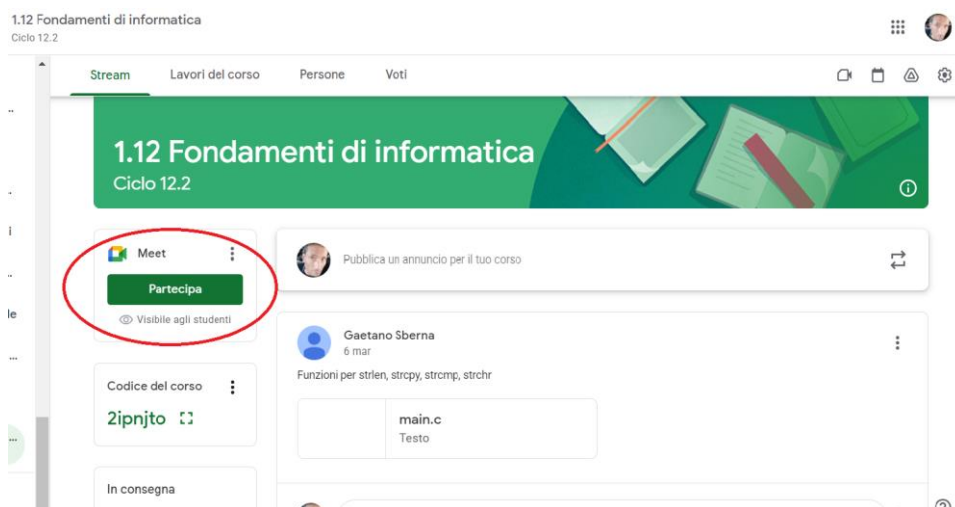 1.12 Fondamenti di informatica
Ciclo 12.2
Stream Lavori del corso Persone Voti
1.12 Fondamenti di informatica
Ciclo 12.2
Meet
Partecipa
Visibile agli studenti
Pubblica un annuncio per il tuo corso
Gaetano Sberna
6 mar
Funzioni per strlen, strcpy, strcmp, strchr
main.c
Testo
Codice del corso
2ipnjto
In consegna